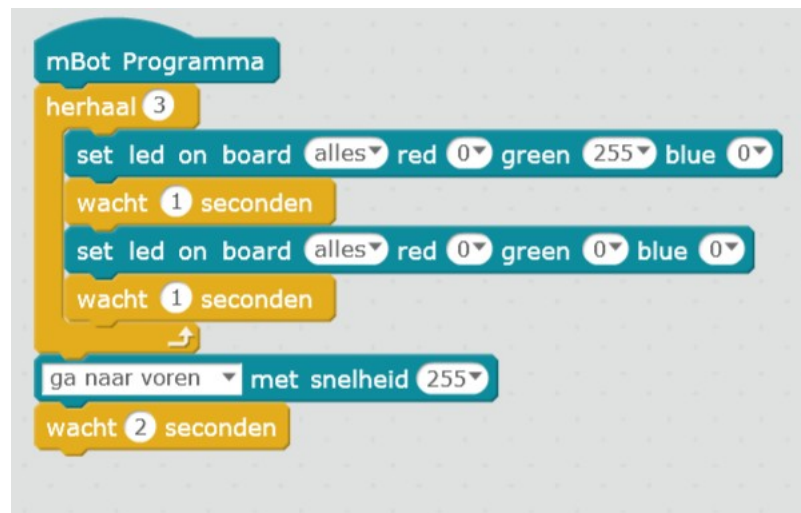 mBot Programma
herhaal 3
set led on board alles red 0 green 255 blue 0
wacht 1 seconden
set led on board alles red 0 green 0 blue 0
wacht 1 seconden
ga naar voren met snelheid 255
wacht 2 seconden